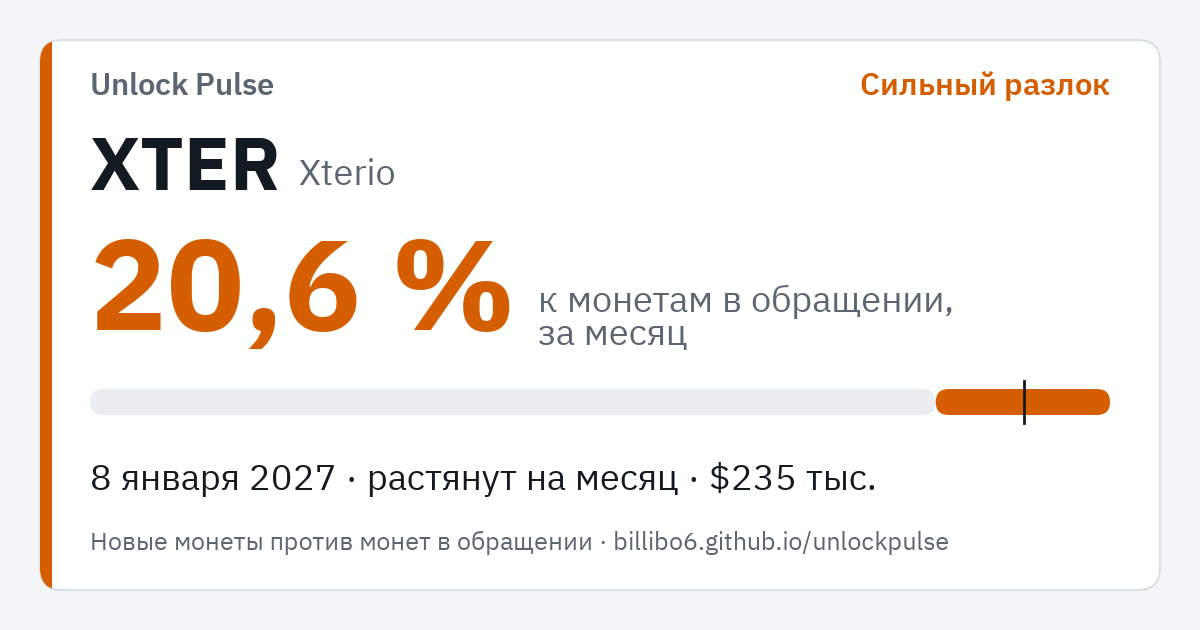 Unlock Pulse
Сильный разлок
XTER Xterio
20,6 % к монетам в обращении,
за месяц
8 января 2027 · растянут на месяц · $235 тыс.
Новые монеты против монет в обращении · billibo6.github.io/unlockpulse